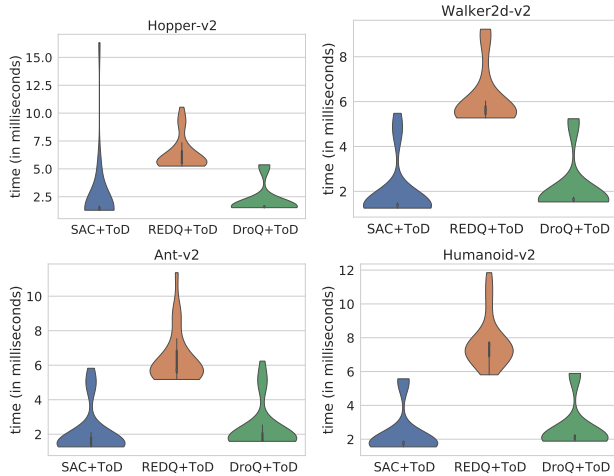 Hopper-v2
time (in milliseconds)
15.0
12.5
10.0
7.5
5.0
2.5
SAC+ToD REDQ+ToD DroQ+ToD
Walker2d-v2
time (in milliseconds)
8
6
4
2
SAC+ToD REDQ+ToD DroQ+ToD
Ant-v2
time (in milliseconds)
10
8
6
4
2
SAC+ToD REDQ+ToD DroQ+ToD
Humanoid-v2
time (in milliseconds)
12
10
8
6
4
2
SAC+ToD REDQ+ToD DroQ+ToD